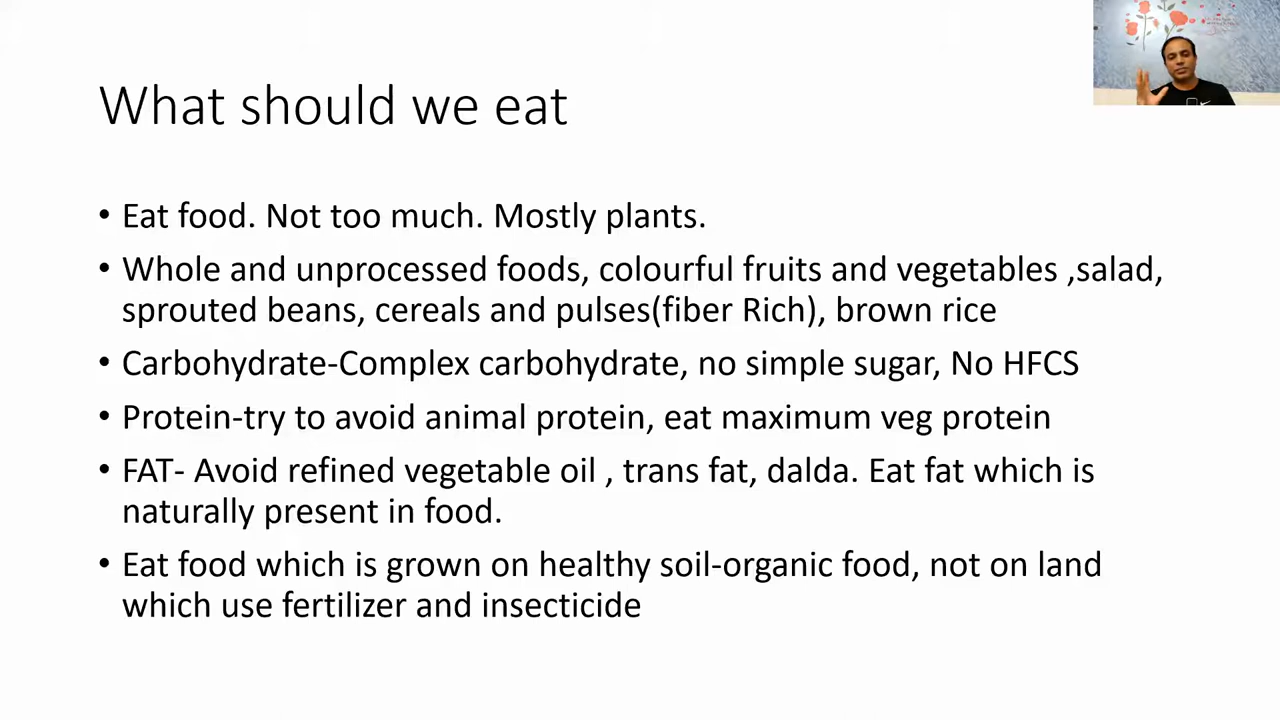 What should we eat
• Eat food. Not too much. Mostly plants.
• Whole and unprocessed foods, colourful fruits and vegetables ,salad,
sprouted beans, cereals and pulses(fiber Rich), brown rice
• Carbohydrate-Complex carbohydrate, no simple sugar, No HFCS
• Protein-try to avoid animal protein, eat maximum veg protein
• FAT- Avoid refined vegetable oil , trans fat, dalda. Eat fat which is
naturally present in food.
• Eat food which is grown on healthy soil-organic food, not on land
which use fertilizer and insecticide